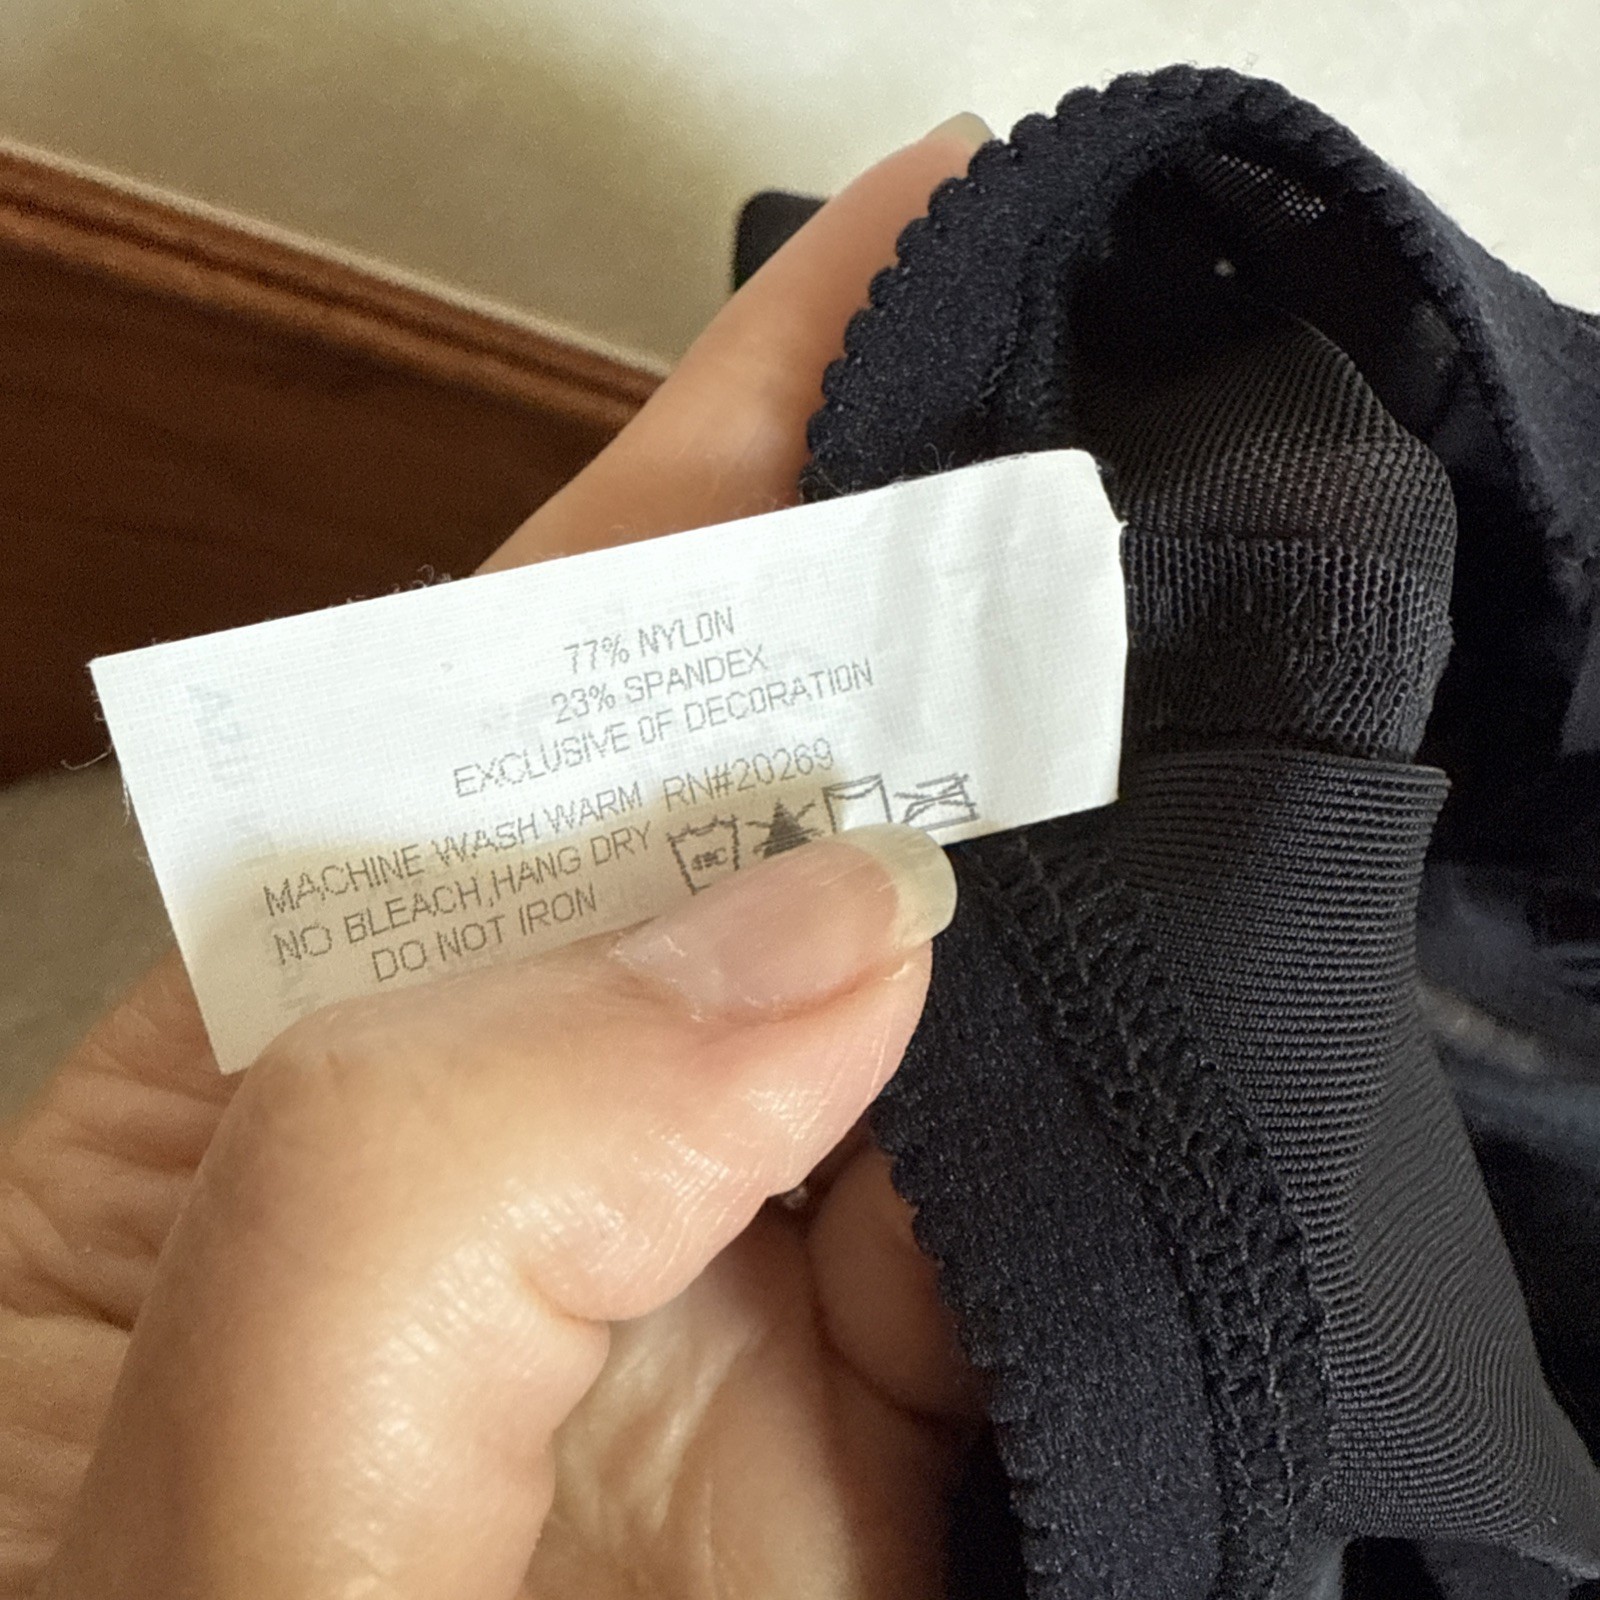 77% NYLON
23% SPANDEX
EXCLUSIVE OF DECORATION
MACHINE WASH WARM RN#20269
NO BLEACH,HANG DRY
DO NOT IRON